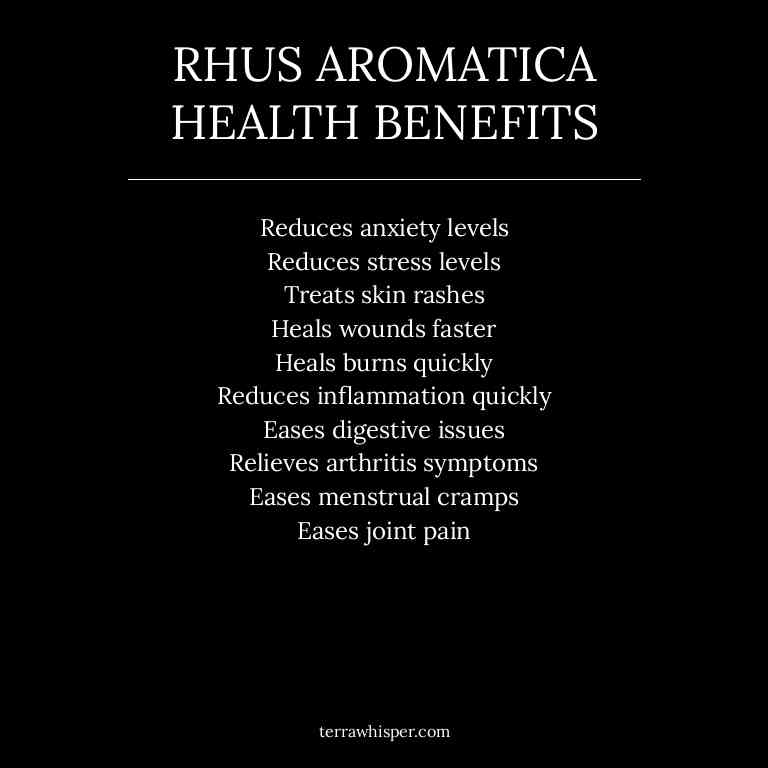 RHUS AROMATICA
HEALTH BENEFITS
Reduces anxiety levels
Reduces stress levels
Treats skin rashes
Heals wounds faster
Heals burns quickly
Reduces inflammation quickly
Eases digestive issues
Relieves arthritis symptoms
Eases menstrual cramps
Eases joint pain
terrawhisper.com